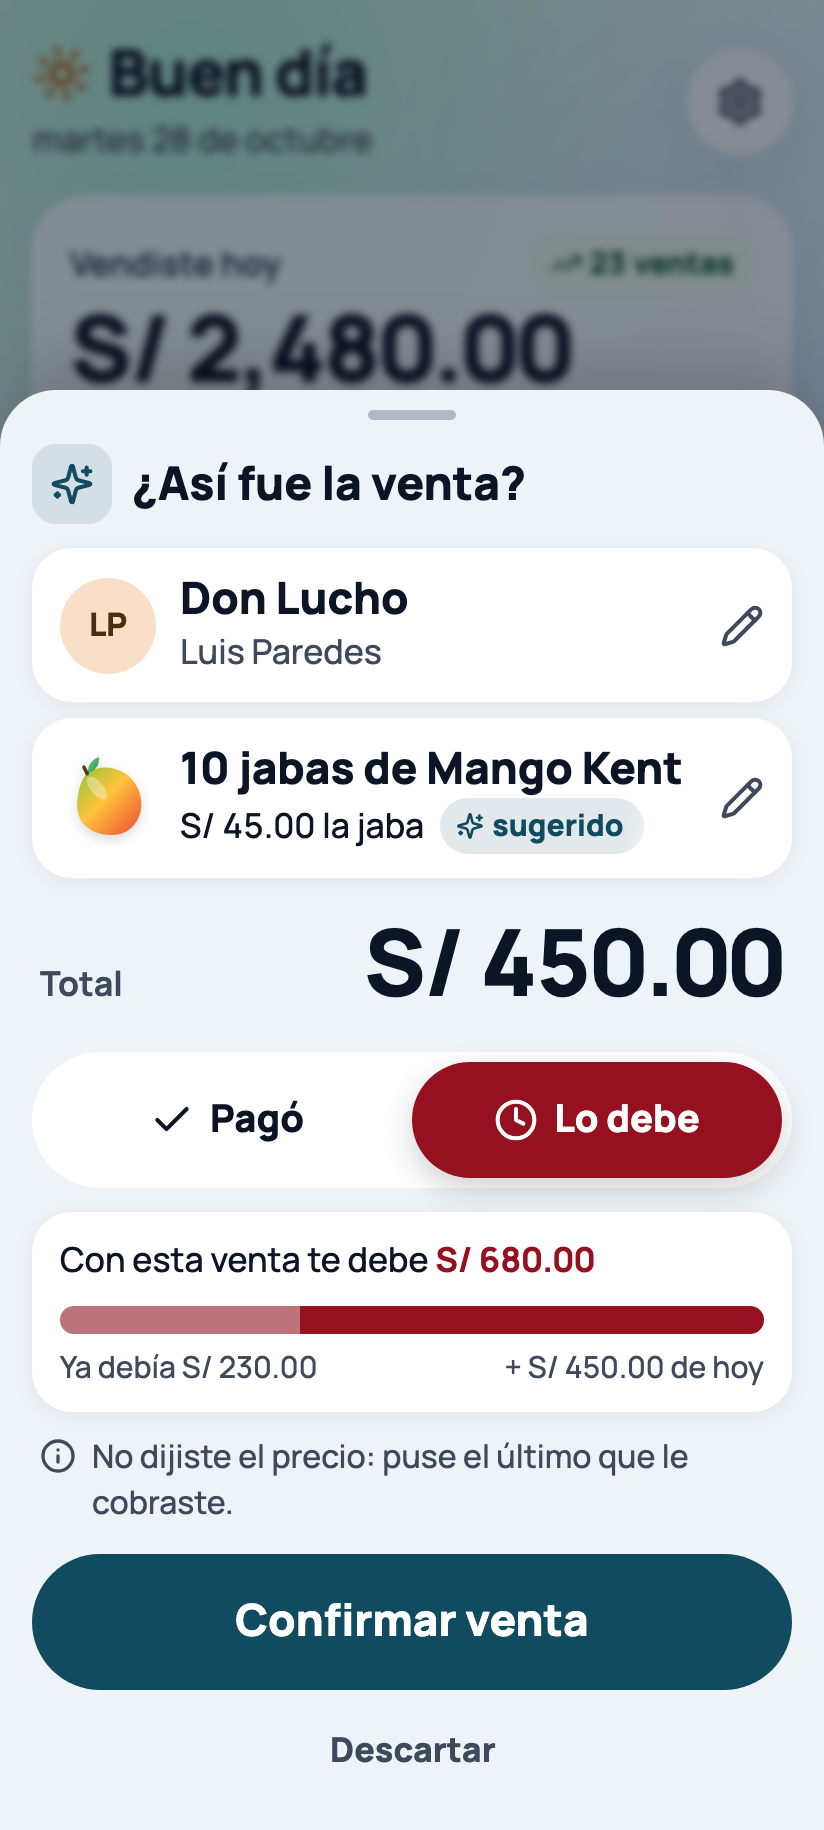 Buen día
martes 28 de octubre
Vendiste hoy
23 ventas
S/ 2,480.00
¿Así fue la venta?
LP
Don Lucho
Luis Paredes
10 jabas de Mango Kent
S/ 45.00 la jaba
sugerido
Total
S/ 450.00
Pagó
Lo debe
Con esta venta te debe S/ 680.00
Ya debía S/ 230.00
+ S/ 450.00 de hoy
No dijiste el precio: puse el último que le
cobraste.
Confirmar venta
Descartar